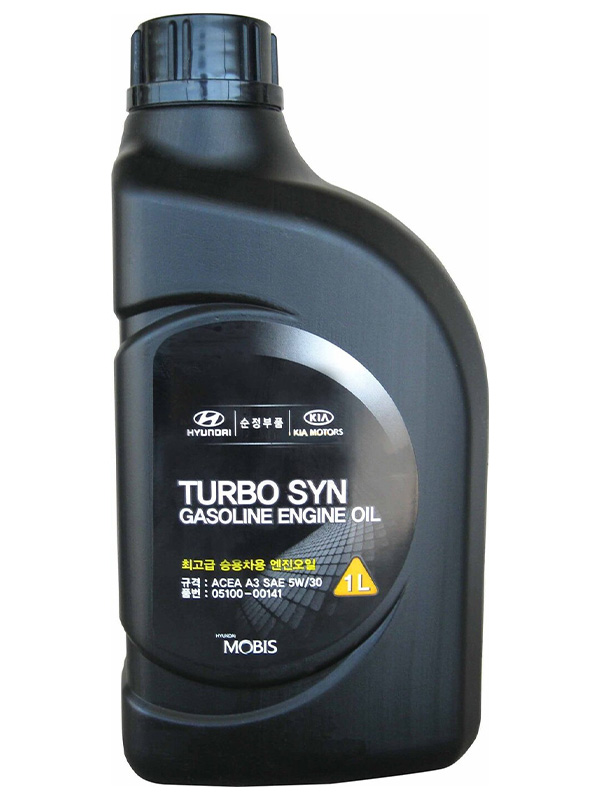 HYUNDAI 순정부품 KIA
KIA MOTORS
TURBO SYN
GASOLINE ENGINE OIL
최고급 승용차용 엔진오일
규격 : ACEA A3 SAE 5W/30
품번 : 05100-00141
1L
HYUNDAI
MOBIS